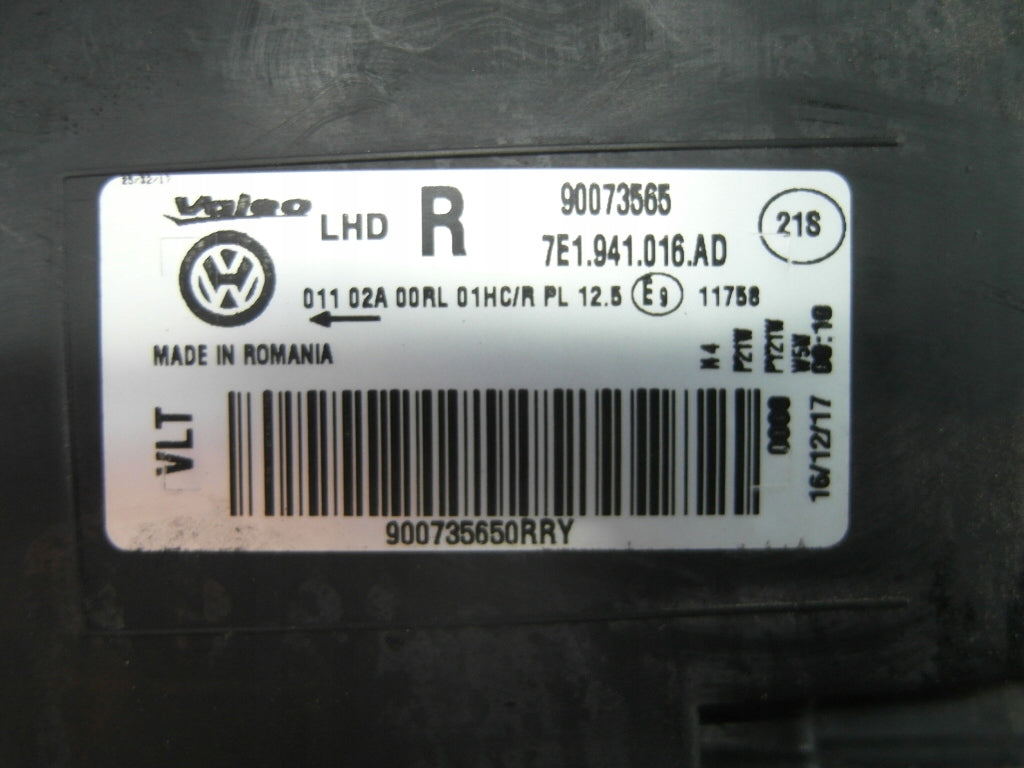 Valeo
LHD
R
90073565
7E1.941.016.AD
21S
011 02A 00RL 01HC/R PL 12.5 E9 11758
MADE IN ROMANIA
P21W
PY21W
W5W
16/12/17
VLT
900735650RRY